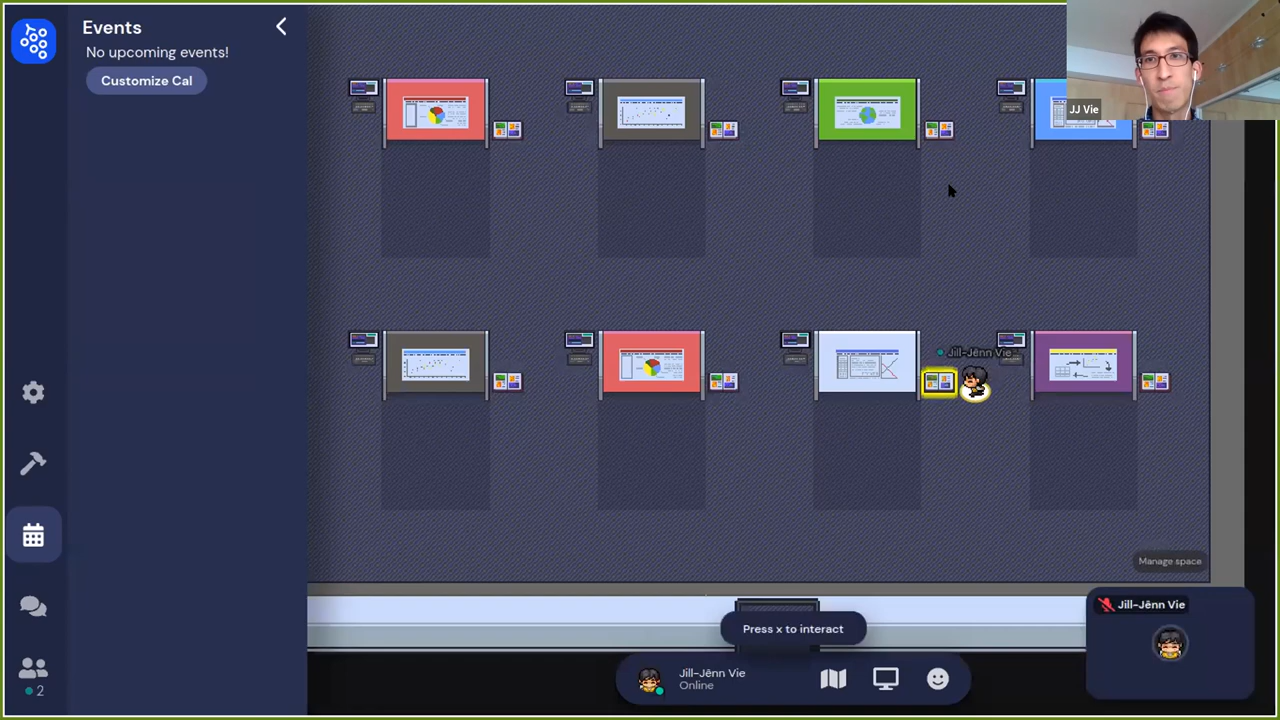 Events
No upcoming events!
Customize Cal
JJ Vie
Jill-Jênn Vie
Manage space
Jill-Jênn Vie
Press x to interact
Jill-Jênn Vie
Online
2